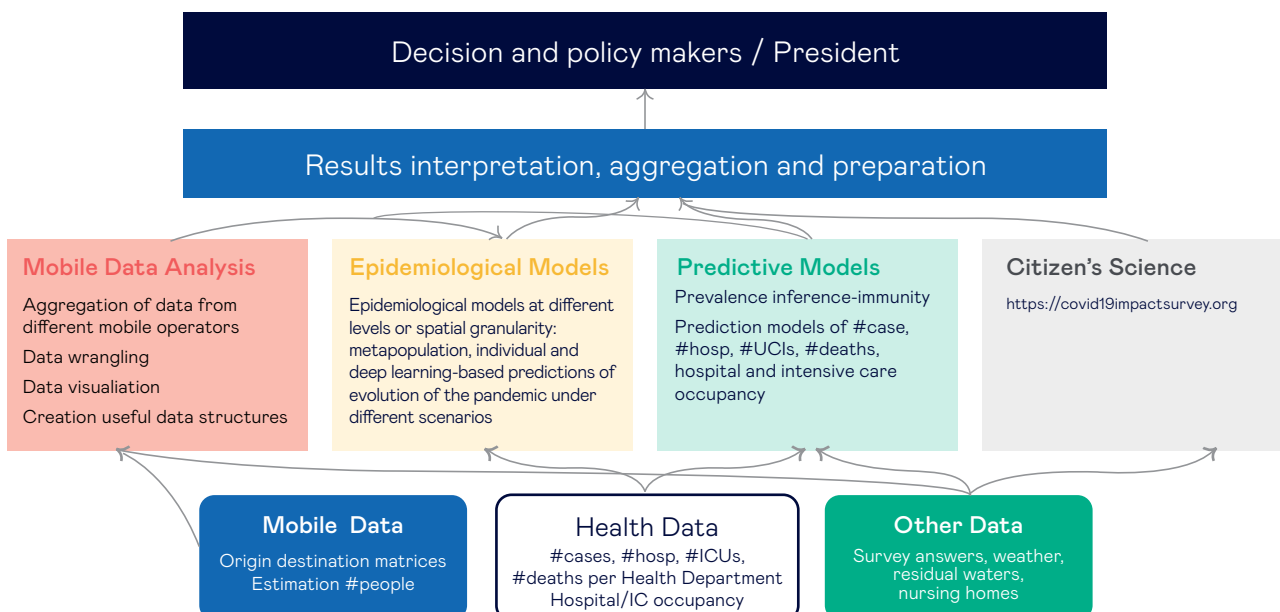 Decision and policy makers / President
Results interpretation, aggregation and preparation
Mobile Data Analysis
Aggregation of data from
different mobile operators
Data wrangling
Data visualiation
Creation useful data structures
Epidemiological Models
Epidemiological models at different
levels or spatial granularity:
metapopulation, individual and
deep learning-based predictions of
evolution of the pandemic under
different scenarios
Predictive Models
Prevalence inference-immunity
Prediction models of #case,
#hosp, #UCIs, #deaths,
hospital and intensive care
occupancy
Citizen's Science
https://covid19impactsurvey.org
Mobile Data
Origin destination matrices
Estimation #people
Health Data
#cases, #hosp, #ICUs,
#deaths per Health Department
Hospital/IC occupancy
Other Data
Survey answers, weather,
residual waters,
nursing homes